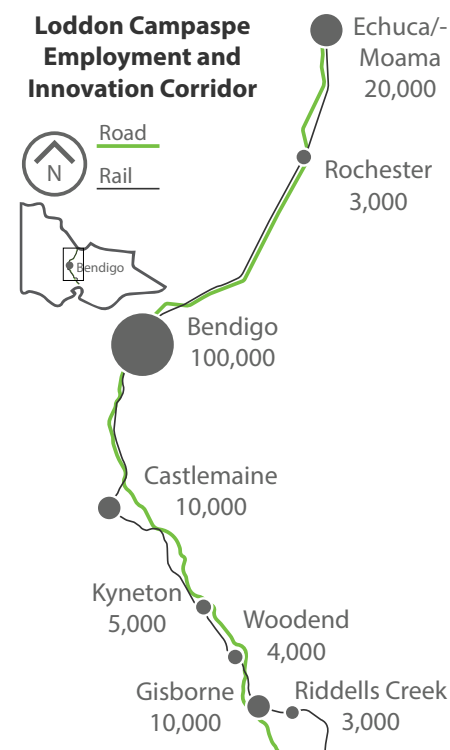 Loddon Campaspe
Employment and
Innovation Corridor
Road
Rail
N
Bendigo
Echuca/-
Moama
20,000
Rochester
3,000
Bendigo
100,000
Castlemaine
10,000
Kyneton
5,000
Woodend
4,000
Gisborne
10,000
Riddells Creek
3,000